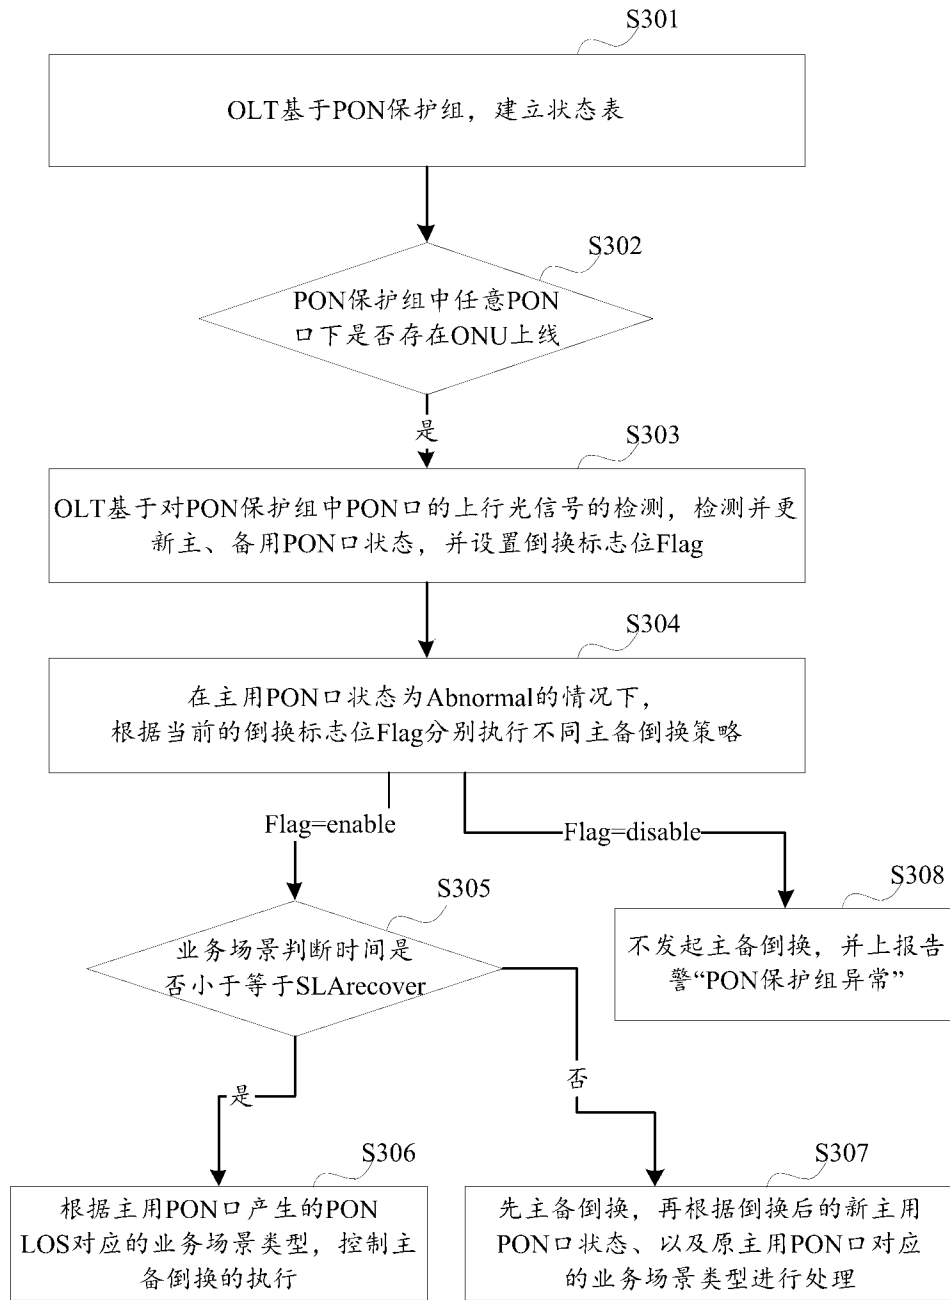 S301
OLT基于PON保护组，建立状态表
S302
PON保护组中任意PON
口下是否存在ONU上线
是
S303
OLT基于对PON保护组中PON口的上行光信号的检测，检测并更
新主、备用PON口状态，并设置倒换标志位Flag
S304
在主用PON口状态为Abnormal的情况下，
根据当前的倒换标志位Flag分别执行不同主备倒换策略
Flag=enable
Flag=disable
S305
业务场景判断时间是
否小于等于SLArecover
S308
不发起主备倒换，并上报告
警“PON保护组异常”
是
否
S306
根据主用PON口产生的PON
LOS对应的业务场景类型，控制主
备倒换的执行
S307
先主备倒换，再根据倒换后的新主用
PON口状态、以及原主用PON口对应
的业务场景类型进行处理